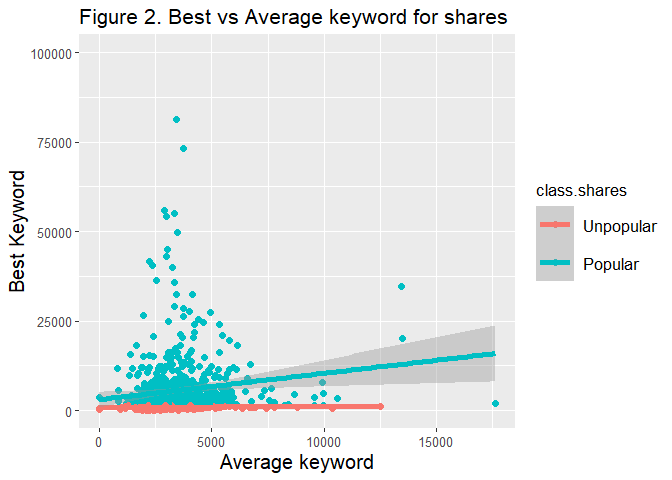 Figure 2. Best vs Average keyword for shares
100000
75000
50000
25000
0
Best Keyword
0
5000
10000
15000
Average keyword
class.shares
Unpopular
Popular